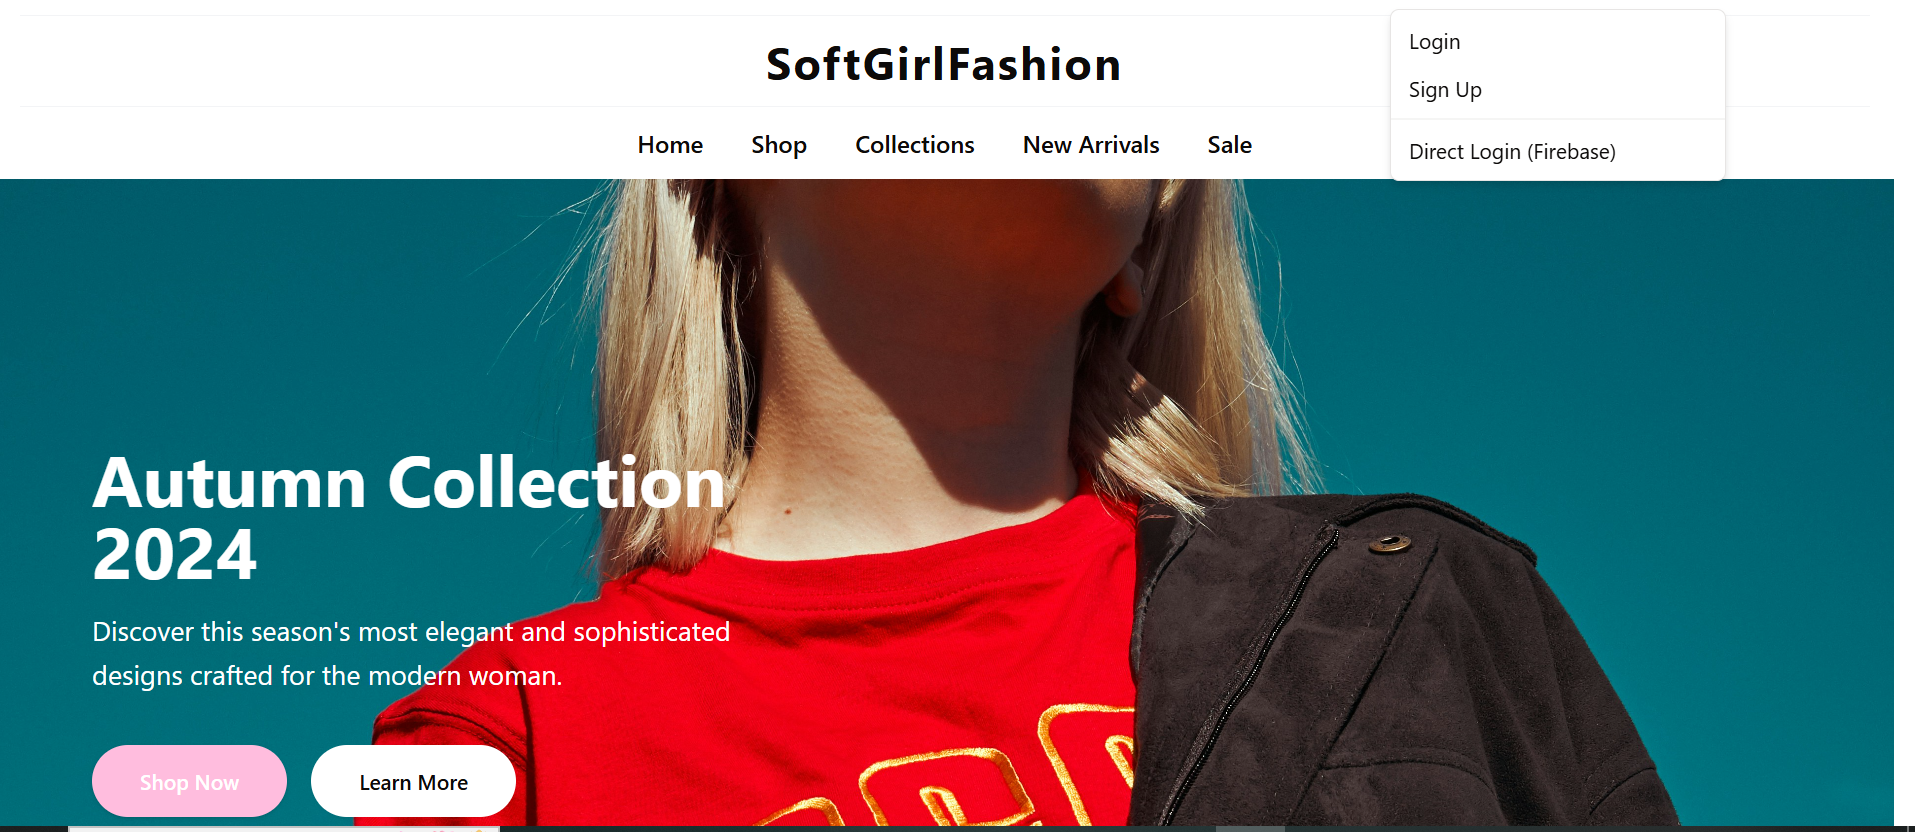 SoftGirlFashion
Login
Sign Up
Direct Login (Firebase)
Home Shop Collections New Arrivals Sale
Autumn Collection
2024
Discover this season's most elegant and sophisticated
designs crafted for the modern woman.
Shop Now Learn More